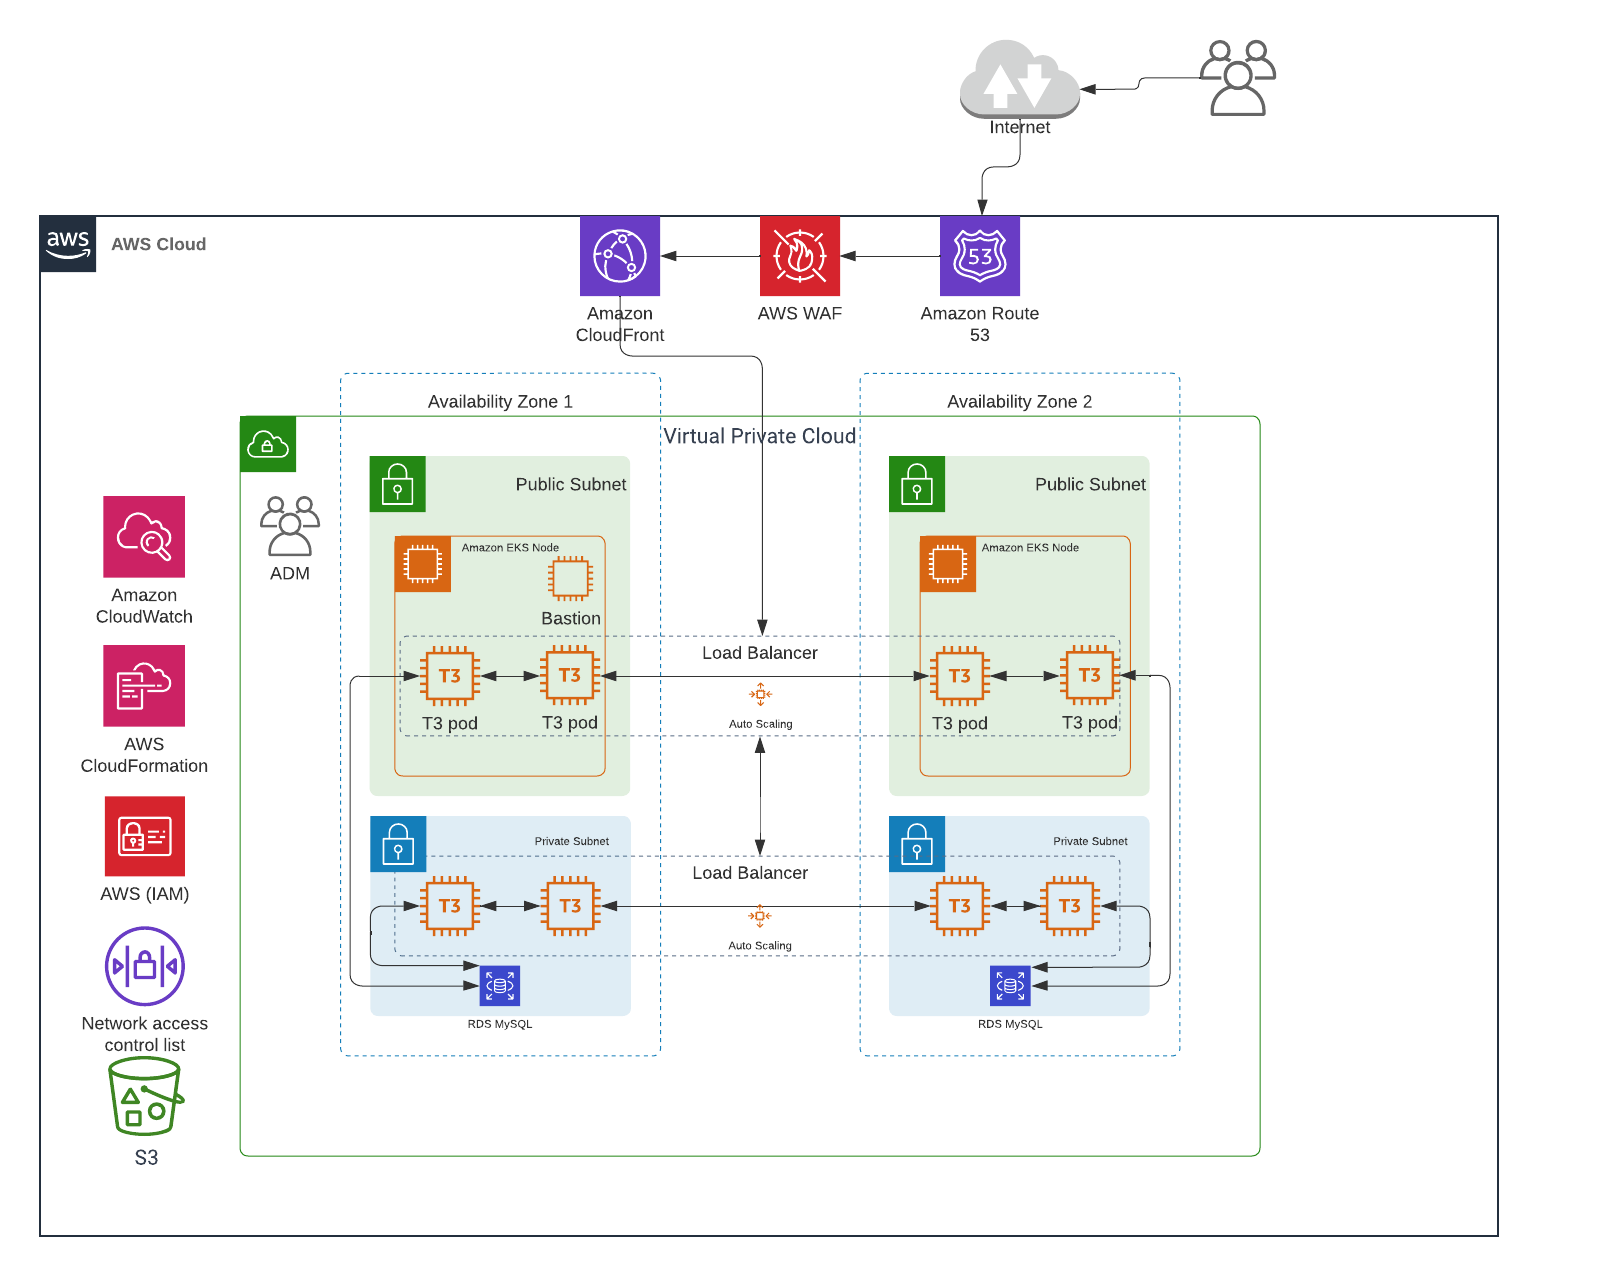 Internet
aws
AWS Cloud
53
Amazon
CloudFront
AWS WAF
Amazon Route
53
Availability Zone 1
Availability Zone 2
Virtual Private Cloud
Public Subnet
Public Subnet
Amazon EKS Node
Amazon EKS Node
ADM
Amazon
CloudWatch
Bastion
Load Balancer
T3
T3
T3
T3
T3 pod
T3 pod
Auto Scaling
T3 pod
T3 pod
AWS
CloudFormation
Private Subnet
Private Subnet
Load Balancer
AWS (IAM)
T3
T3
T3
T3
Auto Scaling
Network access
control list
RDS MySQL
RDS MySQL
S3